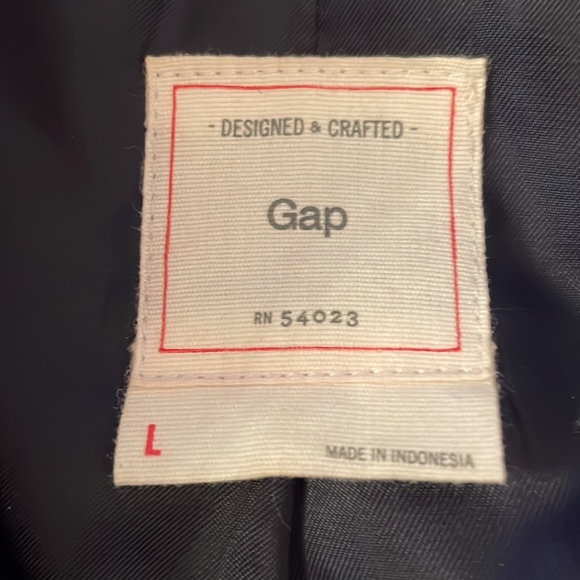 - DESIGNED & CRAFTED -
Gap
RN 54023
L
MADE IN INDONESIA